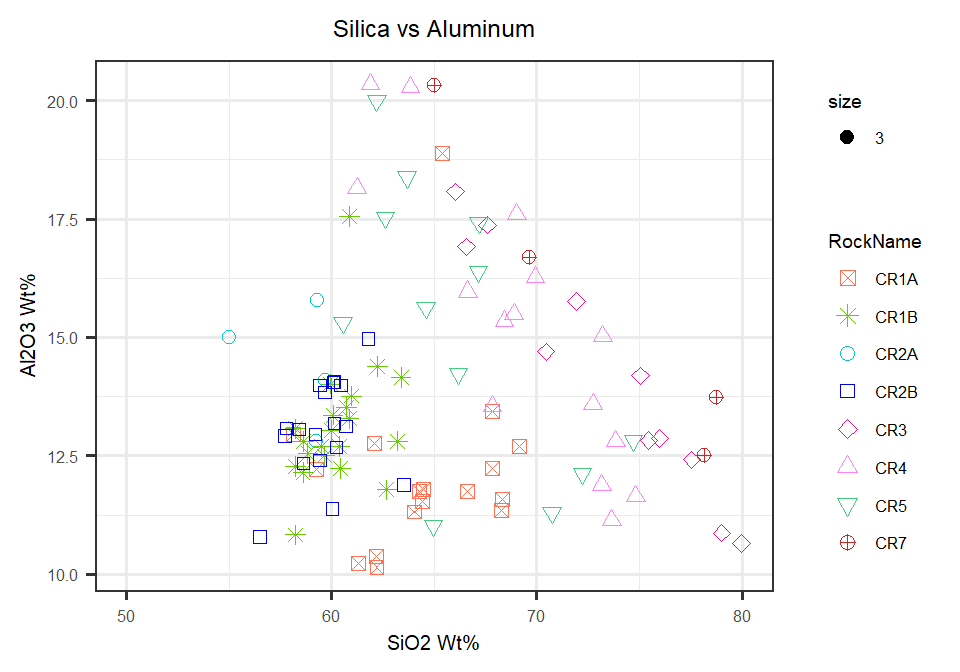 Silica vs Aluminum
Al2O3 Wt%
20.0
17.5
15.0
12.5
10.0
50
60
70
80
SiO2 Wt%
size
3
RockName
CR1A
CR1B
CR2A
CR2B
CR3
CR4
CR5
CR7